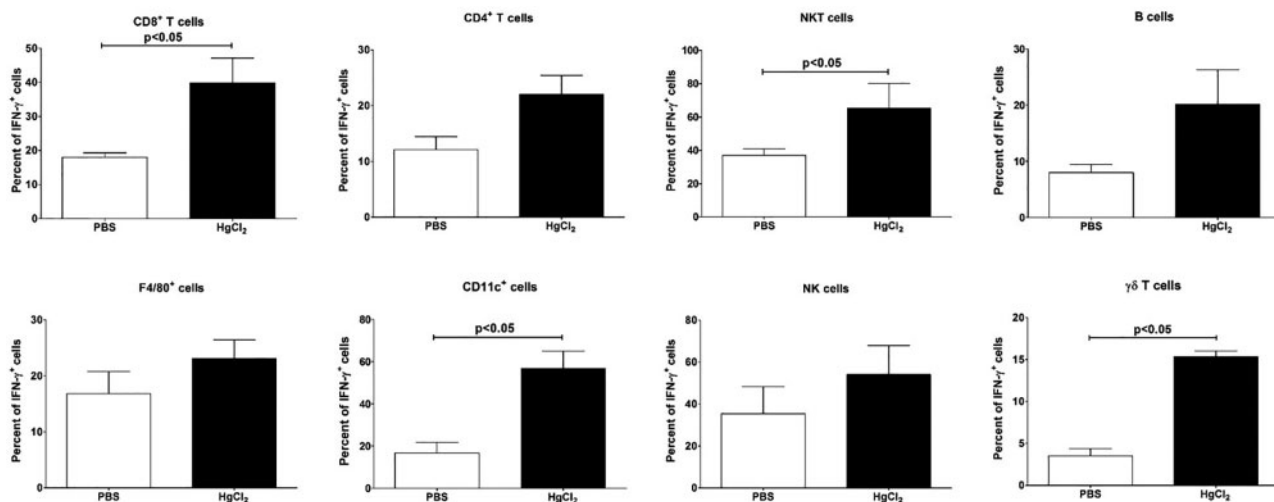 CD8⁺ T cells
p<0.05
Percent of IFN-γ⁺ cells
50
40
30
20
10
0
PBS
HgCl₂
CD4⁺ T cells
Percent of IFN-γ⁺ cells
30
20
10
0
PBS
HgCl₂
NKT cells
p<0.05
Percent of IFN-γ⁺ cells
100
80
60
40
20
0
PBS
HgCl₂
B cells
Percent of IFN-γ⁺ cells
30
20
10
0
PBS
HgCl₂
F4/80⁺ cells
Percent of IFN-γ⁺ cells
30
20
10
0
PBS
HgCl₂
CD11c⁺ cells
p<0.05
Percent of IFN-γ⁺ cells
80
60
40
20
0
PBS
HgCl₂
NK cells
Percent of IFN-γ⁺ cells
80
60
40
20
0
PBS
HgCl₂
γδ T cells
p<0.05
Percent of IFN-γ⁺ cells
20
15
10
5
0
PBS
HgCl₂